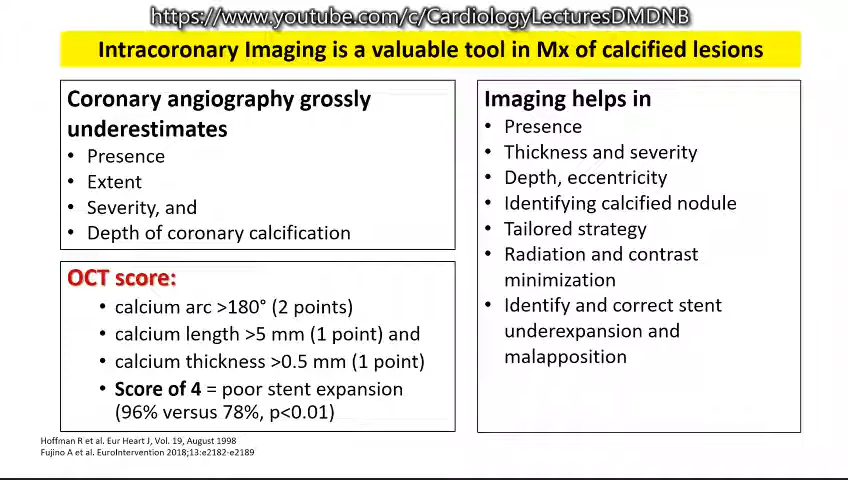 https://www.youtube.com/c/CardiologyLecturesDMDNB
Intracoronary Imaging is a valuable tool in Mx of calcified lesions
Coronary angiography grossly
underestimates
• Presence
• Extent
• Severity, and
• Depth of coronary calcification
OCT score:
• calcium arc >180° (2 points)
• calcium length >5 mm (1 point) and
• calcium thickness >0.5 mm (1 point)
• Score of 4 = poor stent expansion
(96% versus 78%, p<0.01)
Imaging helps in
• Presence
• Thickness and severity
• Depth, eccentricity
• Identifying calcified nodule
• Tailored strategy
• Radiation and contrast
minimization
• Identify and correct stent
underexpansion and
malapposition
Hoffman R et al. Eur Heart J, Vol. 19, August 1998
Fujino A et al. EuroIntervention 2018;13:e2182-e2189